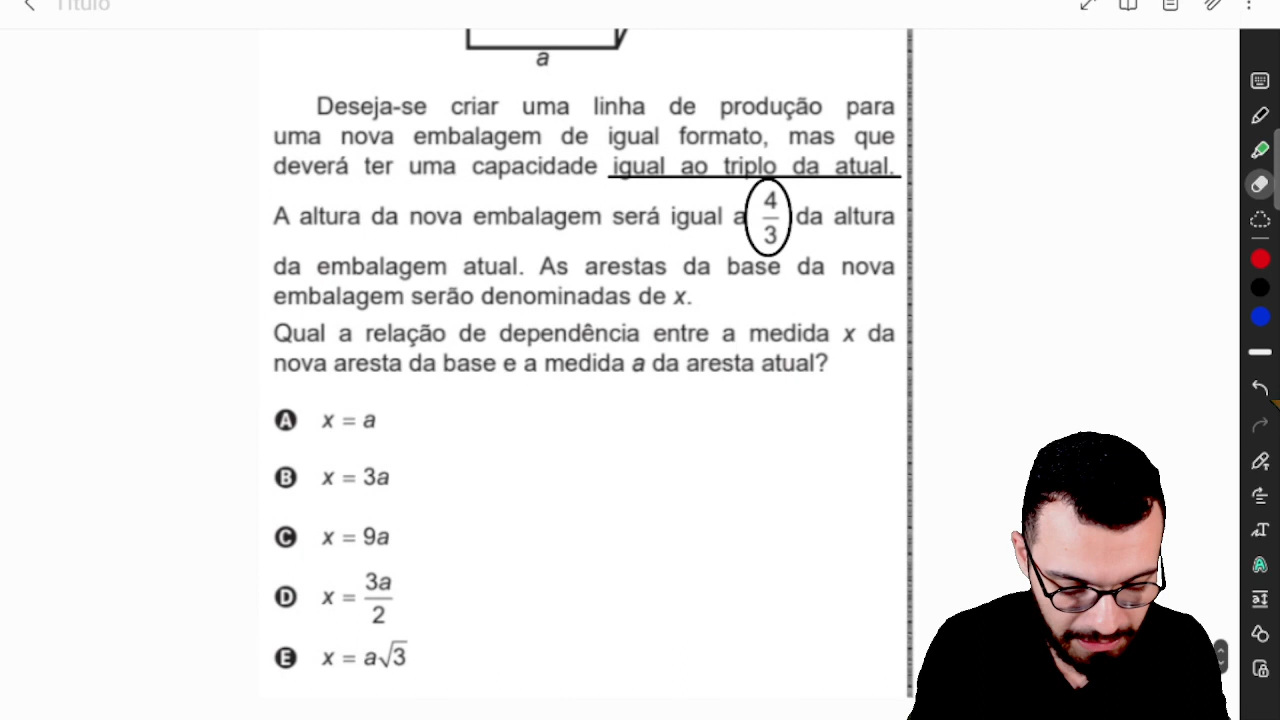 Título
a
Deseja-se criar uma linha de produção para
uma nova embalagem de igual formato, mas que
deverá ter uma capacidade igual ao triplo da atual.
A altura da nova embalagem será igual a 4/3 da altura
da embalagem atual. As arestas da base da nova
embalagem serão denominadas de x.
Qual a relação de dependência entre a medida x da
nova aresta da base e a medida a da aresta atual?
A x = a
B x = 3a
C x = 9a
D x = 3a/2
E x = a√3